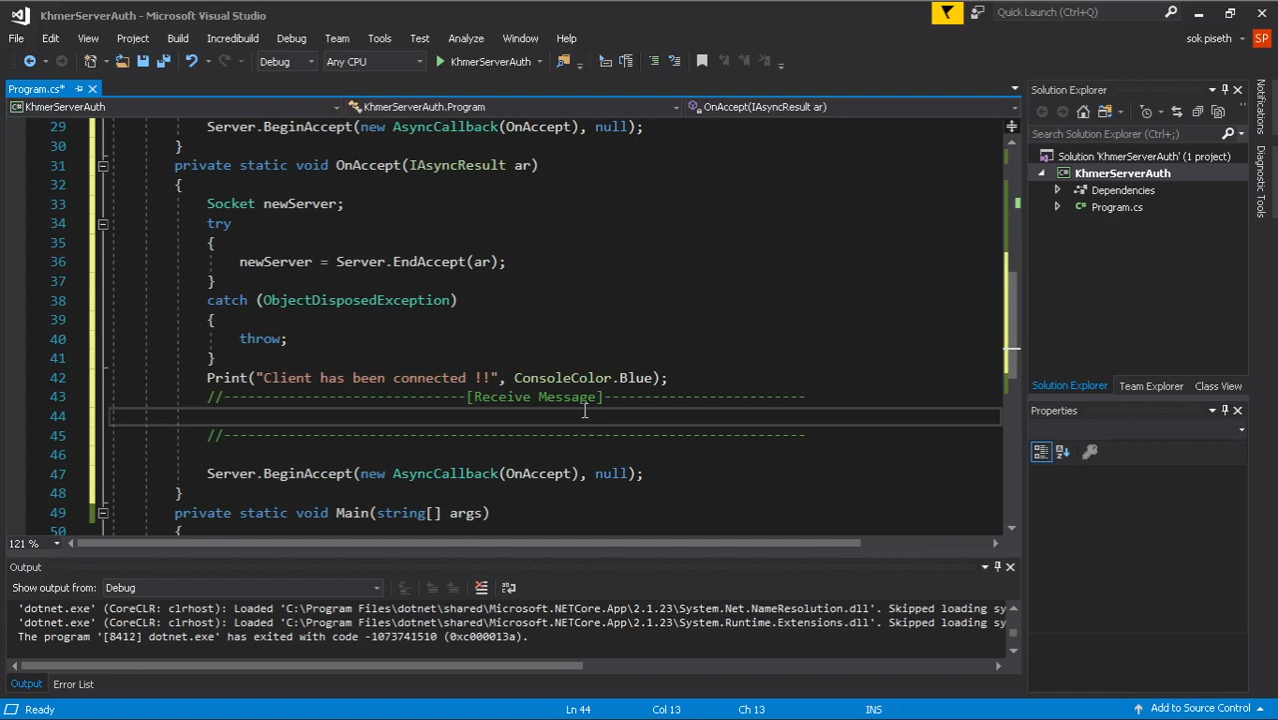 KhmerServerAuth - Microsoft Visual Studio
Quick Launch (Ctrl+Q)
File Edit View Project Build Incredibuild Debug Team Tools Test Analyze Window Help
sok piseth SP
Debug Any CPU KhmerServerAuth
Program.cs*
KhmerServerAuth KhmerServerAuth.Program OnAccept(IAsyncResult ar)
29 Server.BeginAccept(new AsyncCallback(OnAccept), null);
30 }
31 private static void OnAccept(IAsyncResult ar)
32 {
33 Socket newServer;
34 try
35 {
36 newServer = Server.EndAccept(ar);
37 }
38 catch (ObjectDisposedException)
39 {
40 throw;
41 }
42 Print("Client has been connected !!", ConsoleColor.Blue);
43 //------------------------------[Receive Message]-------------------------
44
45 //------------------------------------------------------------------------
46
47 Server.BeginAccept(new AsyncCallback(OnAccept), null);
48 }
49 private static void Main(string[] args)
50 {
121 %
Solution Explorer
Search Solution Explorer (Ctrl+;)
Solution 'KhmerServerAuth' (1 project)
KhmerServerAuth
Dependencies
Program.cs
Solution Explorer Team Explorer Class View
Properties
Notifications
Diagnostic Tools
Output
Show output from: Debug
'dotnet.exe' (CoreCLR: clrhost): Loaded 'C:\Program Files\dotnet\shared\Microsoft.NETCore.App\2.1.23\System.Net.NameResolution.dll'. Skipped loading sy
'dotnet.exe' (CoreCLR: clrhost): Loaded 'C:\Program Files\dotnet\shared\Microsoft.NETCore.App\2.1.23\System.Runtime.Extensions.dll'. Skipped loading sy
The program '[8412] dotnet.exe' has exited with code -1073741510 (0xc000013a).
Output Error List
Ready Ln 44 Col 13 Ch 13 INS Add to Source Control